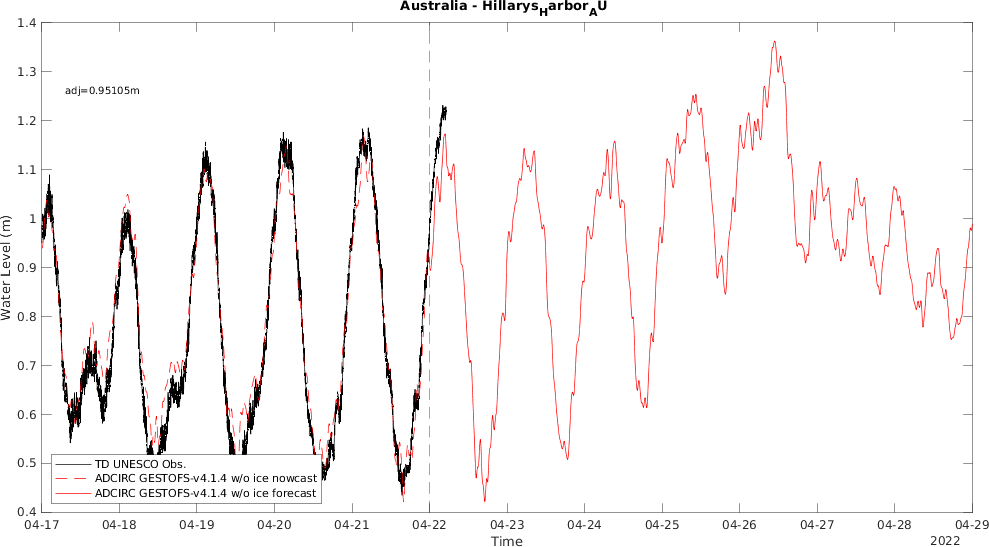 Australia - HillarysHarborAU
1.4
1.3
adj=0.95105m
1.2
1.1
1
Water Level (m)
0.9
0.8
0.7
0.6
0.5
0.4
TD UNESCO Obs.
ADCIRC GESTOFS-v4.1.4 w/o ice nowcast
ADCIRC GESTOFS-v4.1.4 w/o ice forecast
04-17 04-18 04-19 04-20 04-21 04-22 04-23 04-24 04-25 04-26 04-27 04-28 04-29
Time
2022